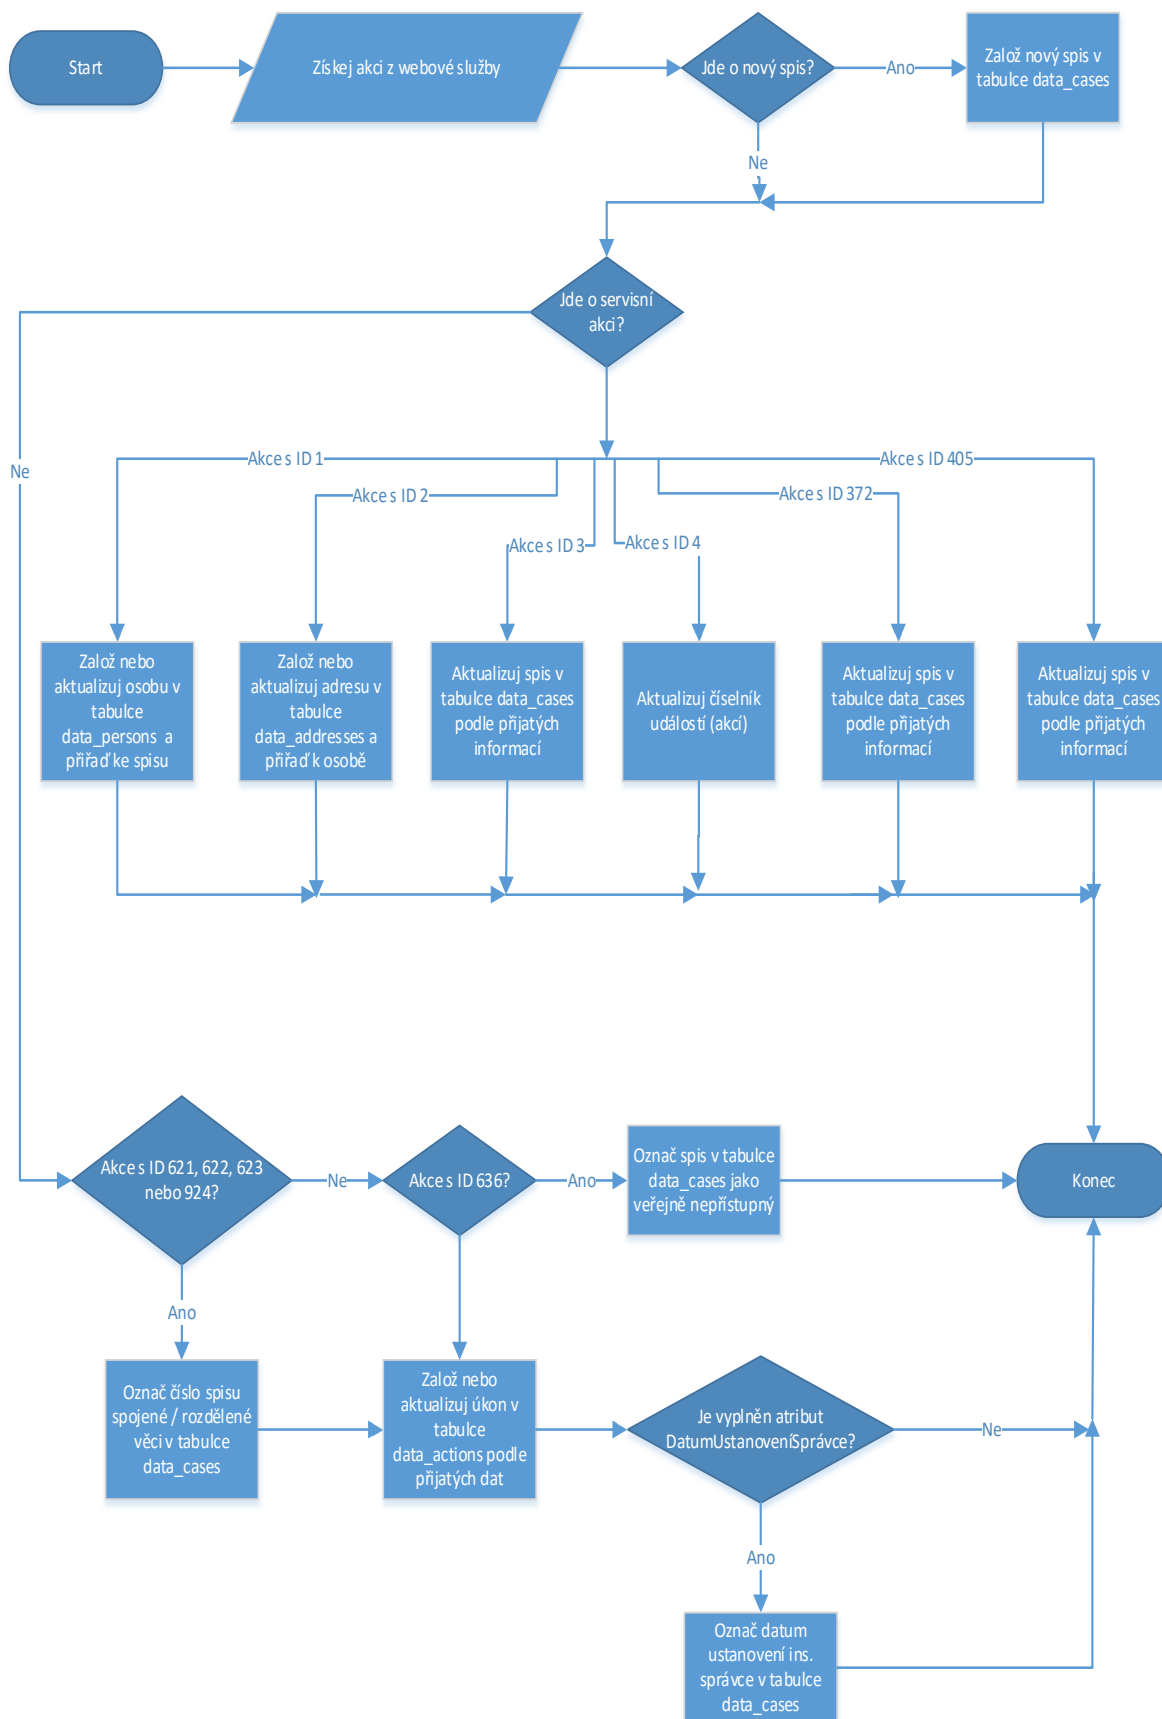 Start
Získej akci z webové služby
Jde o nový spis?
Ano
Založ nový spis v
tabulce data_cases
Ne
Jde o servisní
akci?
Ne
Akce s ID 1
Akce s ID 405
Akce s ID 2
Akce s ID 372
Akce s ID 3
Akce s ID 4
Založ nebo
aktualizuj osobu v
tabulce
data_persons a
přiřaď ke spisu
Založ nebo
aktualizuj adresu v
tabulce
data_addresses a
přiřaď k osobě
Aktualizuj spis v
tabulce data_cases
podle přijatých
informací
Aktualizuj číselník
událostí (akcí)
Aktualizuj spis v
tabulce data_cases
podle přijatých
informací
Aktualizuj spis v
tabulce data_cases
podle přijatých
informací
Akce s ID 621, 622, 623
nebo 924?
Ne
Akce s ID 636?
Ano
Označ spis v tabulce
data_cases jako
veřejně nepřístupný
Konec
Ano
Označ číslo spisu
spojené / rozdělené
věci v tabulce
data_cases
Založ nebo
aktualizuj úkon v
tabulce
data_actions podle
přijatých dat
Je vyplněn atribut
DatumUstanoveníSprávce?
Ne
Ano
Označ datum
ustanovení ins.
správce v tabulce
data_cases